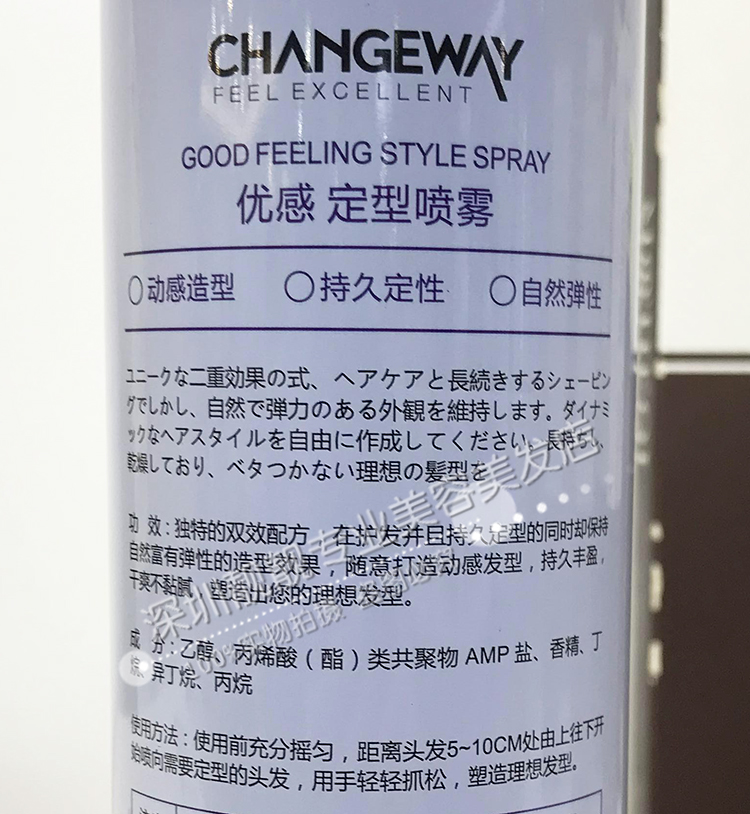 CHANGEWAY
FEEL EXCELLENT
GOOD FEELING STYLE SPRAY
优感 定型喷雾
○动感造型 ○持久定性 ○自然弹性
ユニークな二重効果の式、ヘアケアと長続きするシェーピン
グでしかし、自然で弾力のある外観を維持します。ダイナミ
ックなヘアスタイルを自由に作成してください、長持ちし、
乾燥しており、ベタつかない理想の髪型を
功 效:独特的双效配方,在护发并且持久定型的同时却保持
自然富有弹性的造型效果,随意打造动感发型,持久丰盈,
干爽不黏腻,塑造出您的理想发型。
成 分:乙醇、丙烯酸(酯)类共聚物 AMP 盐、香精、丁
烷、异丁烷、丙烷
使用方法:使用前充分摇匀,距离头发5~10CM处由上往下开
始喷向需要定型的头发,用手轻轻抓松,塑造理想发型。
深圳靓靓专业美容美发店
100%实物拍摄